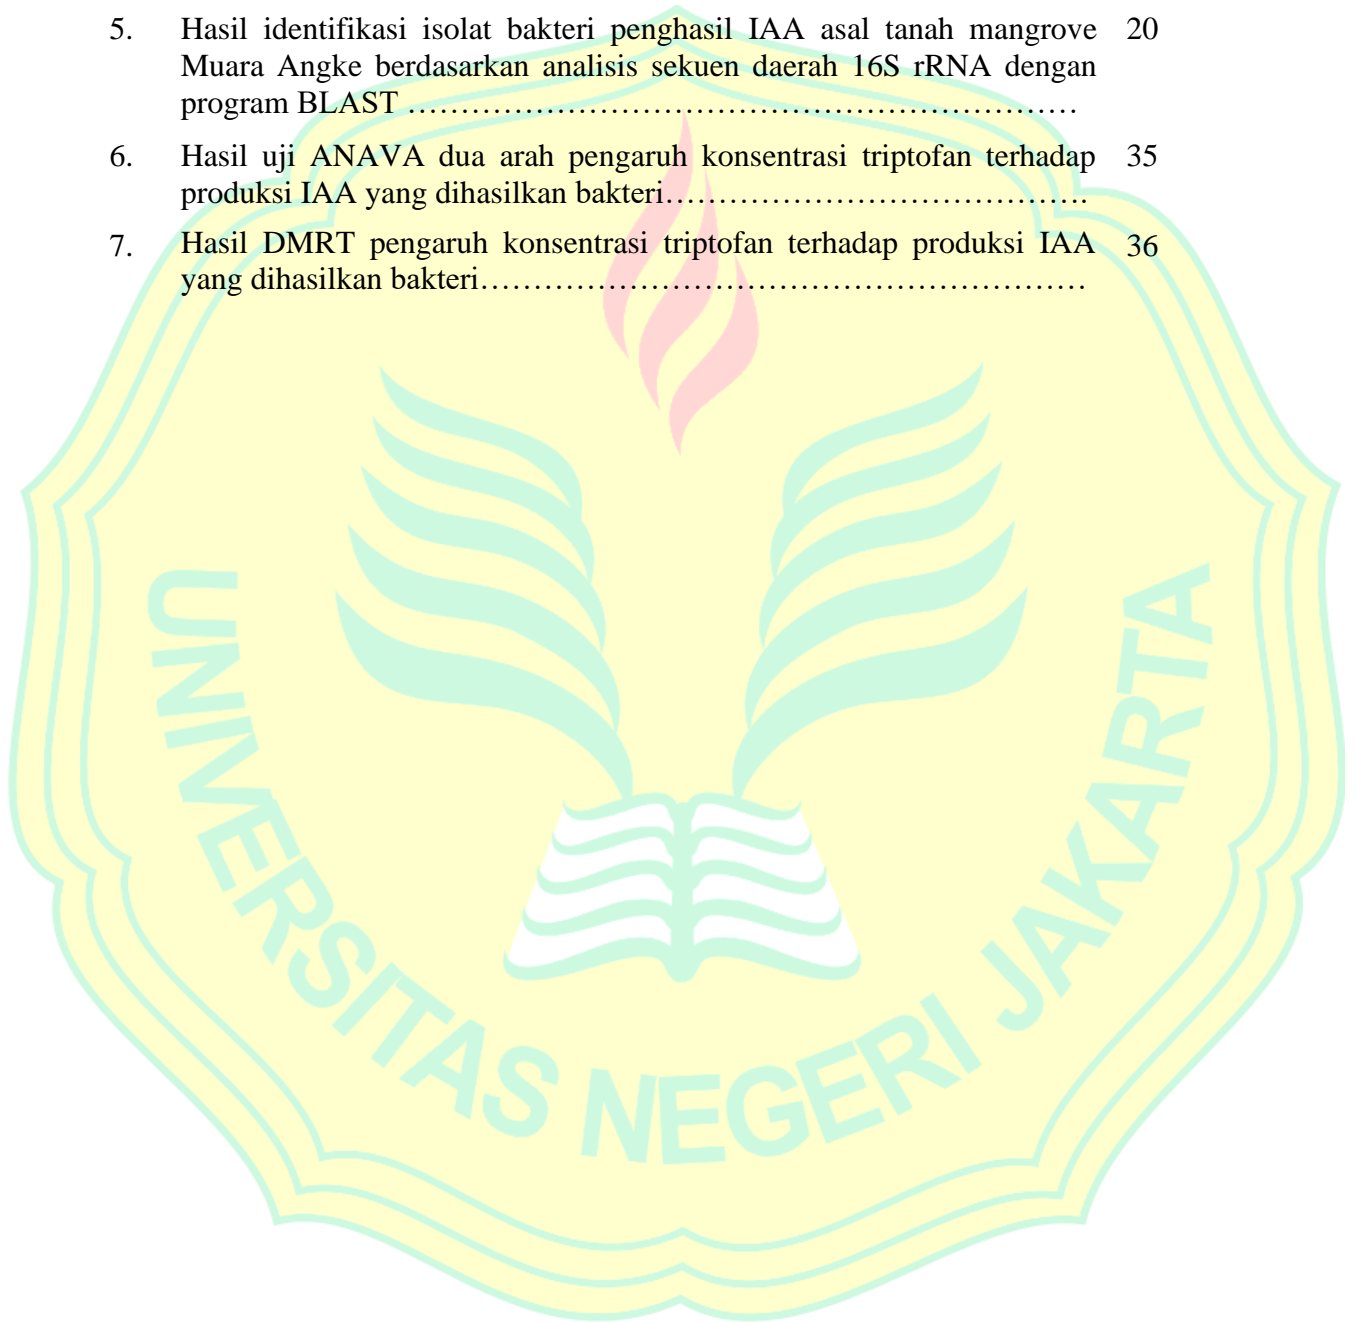 5. Hasil identifikasi isolat bakteri penghasil IAA asal tanah mangrove 20
Muara Angke berdasarkan analisis sekuen daerah 16S rRNA dengan
program BLAST ……………………………………………………
6. Hasil uji ANAVA dua arah pengaruh konsentrasi triptofan terhadap 35
produksi IAA yang dihasilkan bakteri………………………………….
7. Hasil DMRT pengaruh konsentrasi triptofan terhadap produksi IAA 36
yang dihasilkan bakteri…………………………………………………
UNIVERSITAS NEGERI JAKARTA